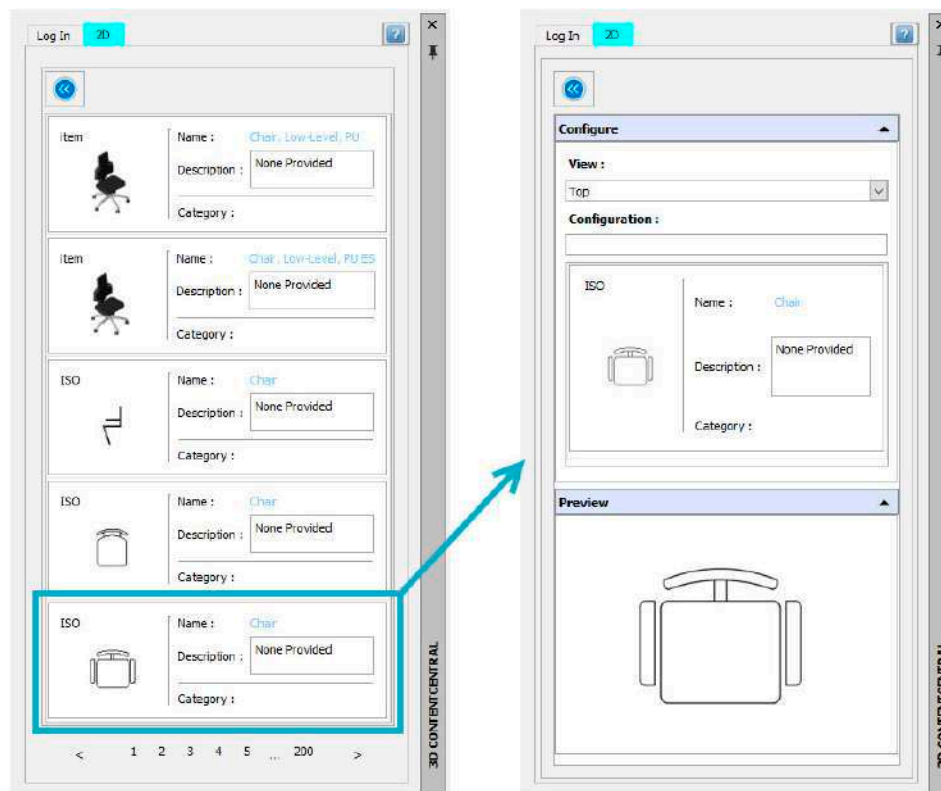 Log In 2D
item
Name : Chair, Low-Level, PU
Description : None Provided
Category :
item
Name : Chair, Low-Level, PU ES
Description : None Provided
Category :
ISO
Name : Chair
Description : None Provided
Category :
ISO
Name : Chair
Description : None Provided
Category :
ISO
Name : Chair
Description : None Provided
Category :
< 1 2 3 4 5 ... 200 >
3D CONTENTCENTRAL
Log In 2D
Configure
View :
Top
Configuration :
ISO
Name : Chair
Description : None Provided
Category :
Preview